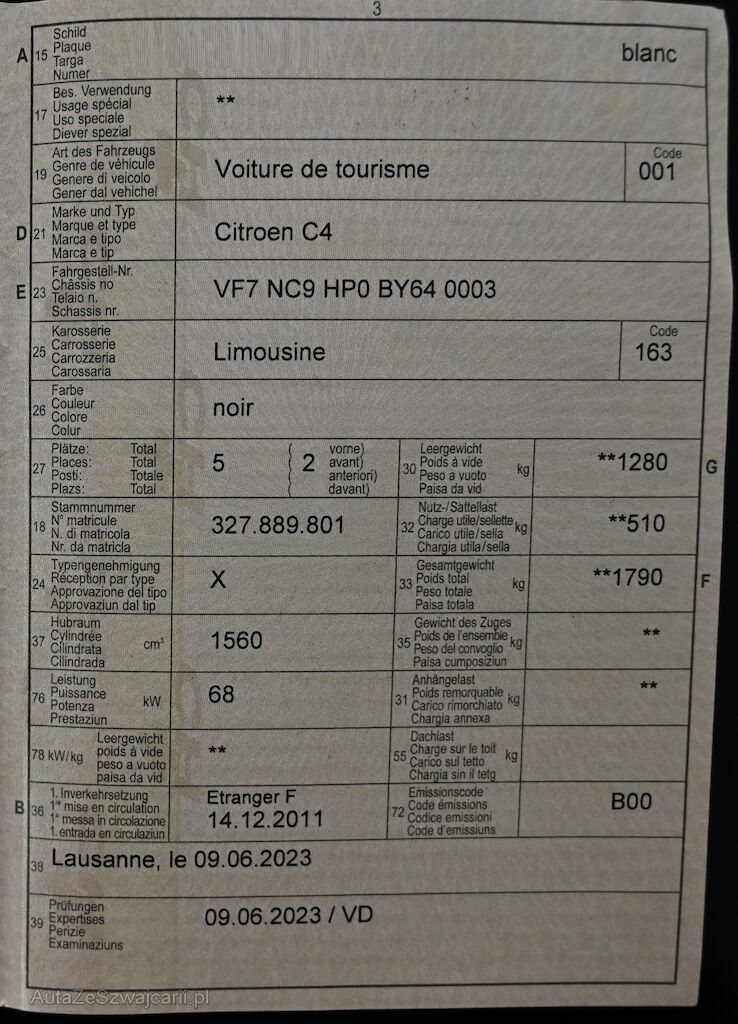 3
A 15 Schild
Plaque
Targa
Numer
blanc
17 Bes. Verwendung
Usage spécial
Uso speciale
Diever spezial
**
19 Art des Fahrzeugs
Genre de véhicule
Genere di veicolo
Gener dal vehichel
Voiture de tourisme
Code
001
D 21 Marke und Typ
Marque et type
Marca e tipo
Marca e tip
Citroen C4
E 23 Fahrgestell-Nr.
Châssis no
Telaio n.
Schassis nr.
VF7 NC9 HP0 BY64 0003
25 Karosserie
Carrosserie
Carrozzeria
Carossaria
Limousine
Code
163
26 Farbe
Couleur
Colore
Colur
noir
27 Plätze: Total
Places: Total
Posti: Totale
Plazs: Total
5
( 2 vorne)
( avant)
( anteriori)
( davant)
30 Leergewicht
Poids à vide
Peso a vuoto
Paisa da vid
kg
**1280
G
18 Stammnummer
N° matricule
N. di matricola
Nr. da matricla
327.889.801
32 Nutz-/Sattellast
Charge utile/sellette
Carico utile/sella
Chargia utila/sella
kg
**510
24 Typengenehmigung
Réception par type
Approvazione del tipo
Approvaziun dal tip
X
33 Gesamtgewicht
Poids total
Peso totale
Paisa totala
kg
**1790
F
37 Hubraum
Cylindrée
Cilindrata
Cilindrada
cm³
1560
35 Gewicht des Zuges
Poids de l'ensemble
Peso del convoglio
Paisa cumposiziun
kg
**
76 Leistung
Puissance
Potenza
Prestaziun
kW
68
31 Anhängelast
Poids remorquable
Carico rimorchiato
Chargia annexa
kg
**
78 kW/kg
Leergewicht
poids à vide
peso a vuoto
paisa da vid
**
55 Dachlast
Charge sur le toit
Carico sul tetto
Chargia sin il tetg
kg
B 36 1. Inverkehrsetzung
1re mise en circulation
1a messa in circolazione
1. entrada en circulaziun
Etranger F
14.12.2011
72 Emissionscode
Code émissions
Codice emissioni
Code d'emissiuns
B00
38 Lausanne, le 09.06.2023
39 Prüfungen
Expertises
Perizie
Examinaziuns
09.06.2023 / VD
AutaZeSzwajcarii.pl